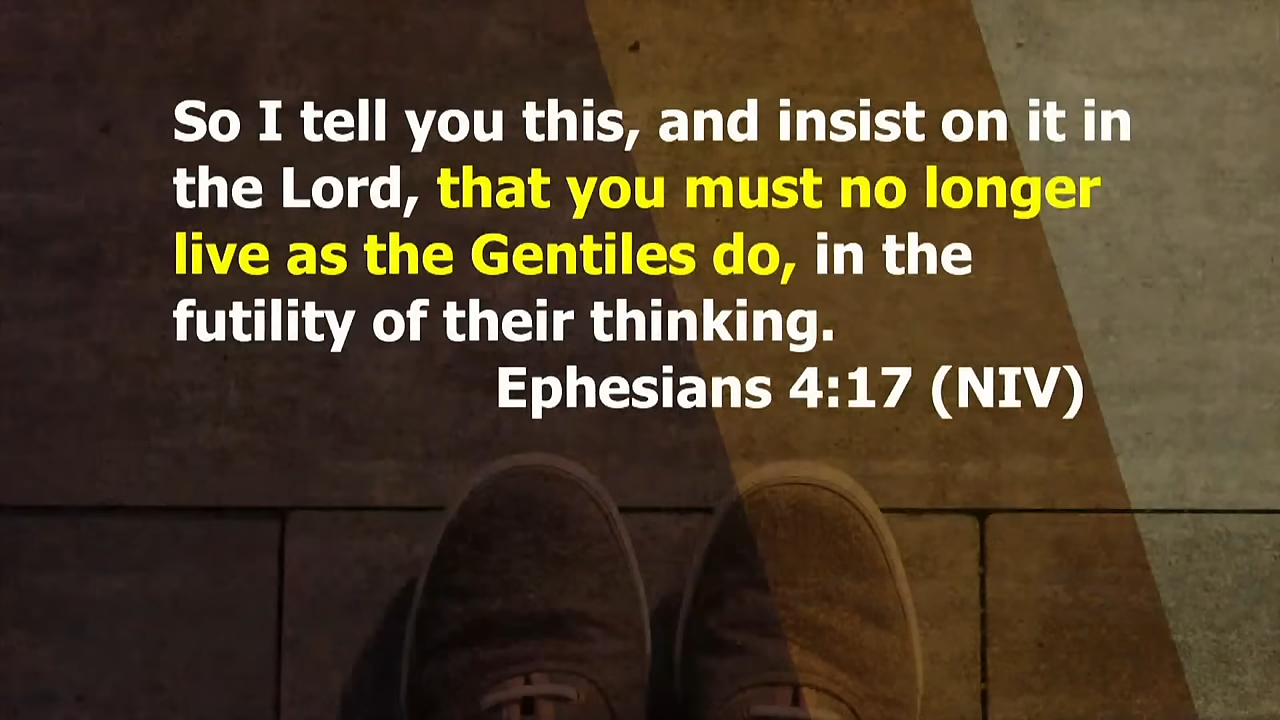 So I tell you this, and insist on it in
the Lord, that you must no longer
live as the Gentiles do, in the
futility of their thinking.
Ephesians 4:17 (NIV)